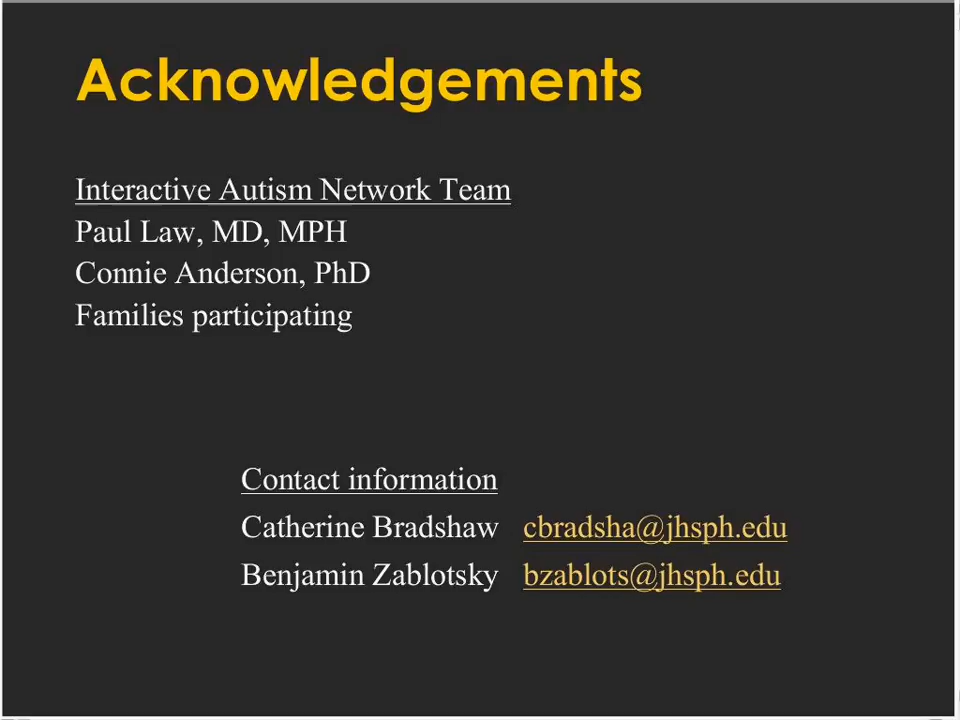 Acknowledgements
Interactive Autism Network Team
Paul Law, MD, MPH
Connie Anderson, PhD
Families participating
Contact information
Catherine Bradshaw cbradsha@jhsph.edu
Benjamin Zablotsky bzablots@jhsph.edu